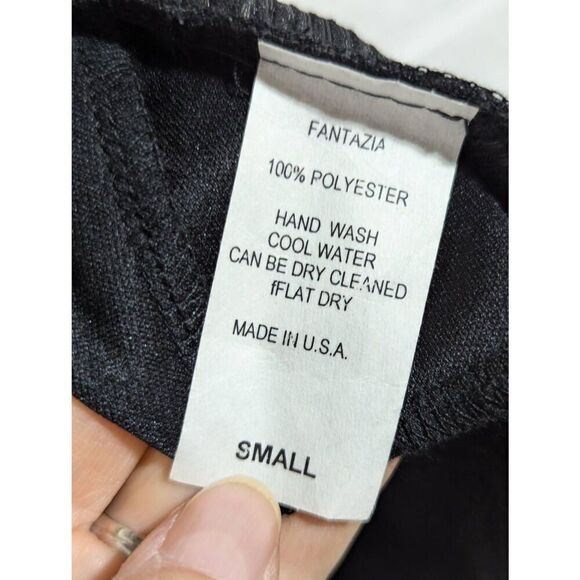 FANTAZIA
100% POLYESTER
HAND WASH
COOL WATER
CAN BE DRY CLEANED
fFLAT DRY
MADE IN U.S.A.
SMALL